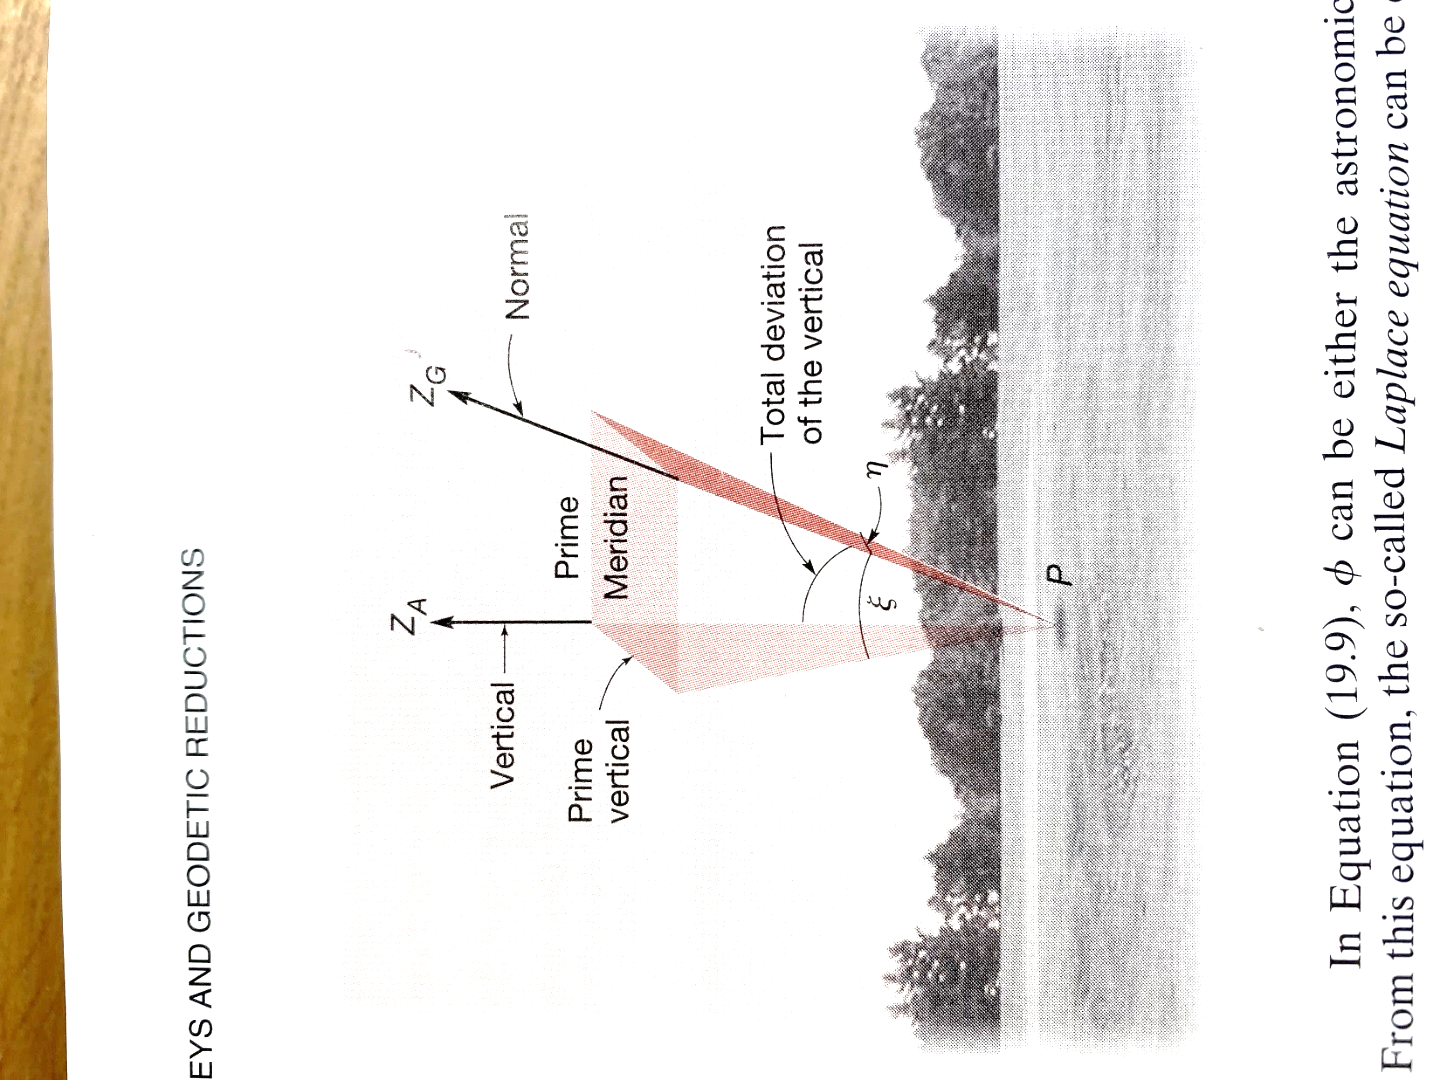 EYS AND GEODETIC REDUCTIONS
Z_A
Z_G
Vertical
Normal
Prime
Meridian
Prime
vertical
Total deviation
of the vertical
ξ
η
P
In Equation (19.9), ϕ can be either the astronomic
From this equation, the so-called Laplace equation can be